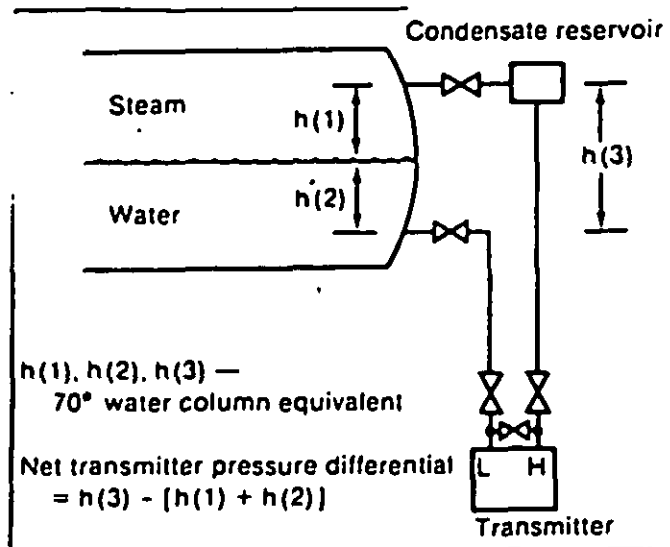 Condensate reservoir
Steam
h(1)
h(3)
h(2)
Water
h(1), h(2), h(3) —
70° water column equivalent
Net transmitter pressure differential
= h(3) - [h(1) + h(2)]
L H
Transmitter